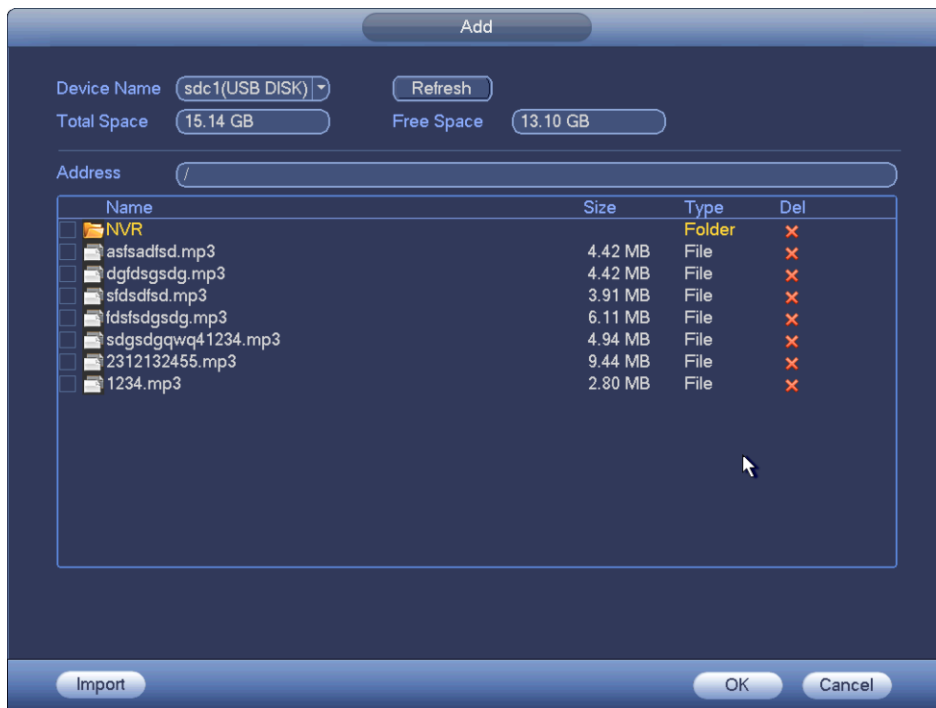 Add
Device Name sdc1(USB DISK) Refresh
Total Space 15.14 GB Free Space 13.10 GB
Address /
Name Size Type Del
NVR Folder
asfsadfsd.mp3 4.42 MB File
dgfdsgsdg.mp3 4.42 MB File
sfdsdfsd.mp3 3.91 MB File
fdsfsdgsdg.mp3 6.11 MB File
sdgsdgqwq41234.mp3 4.94 MB File
2312132455.mp3 9.44 MB File
1234.mp3 2.80 MB File
Import OK Cancel